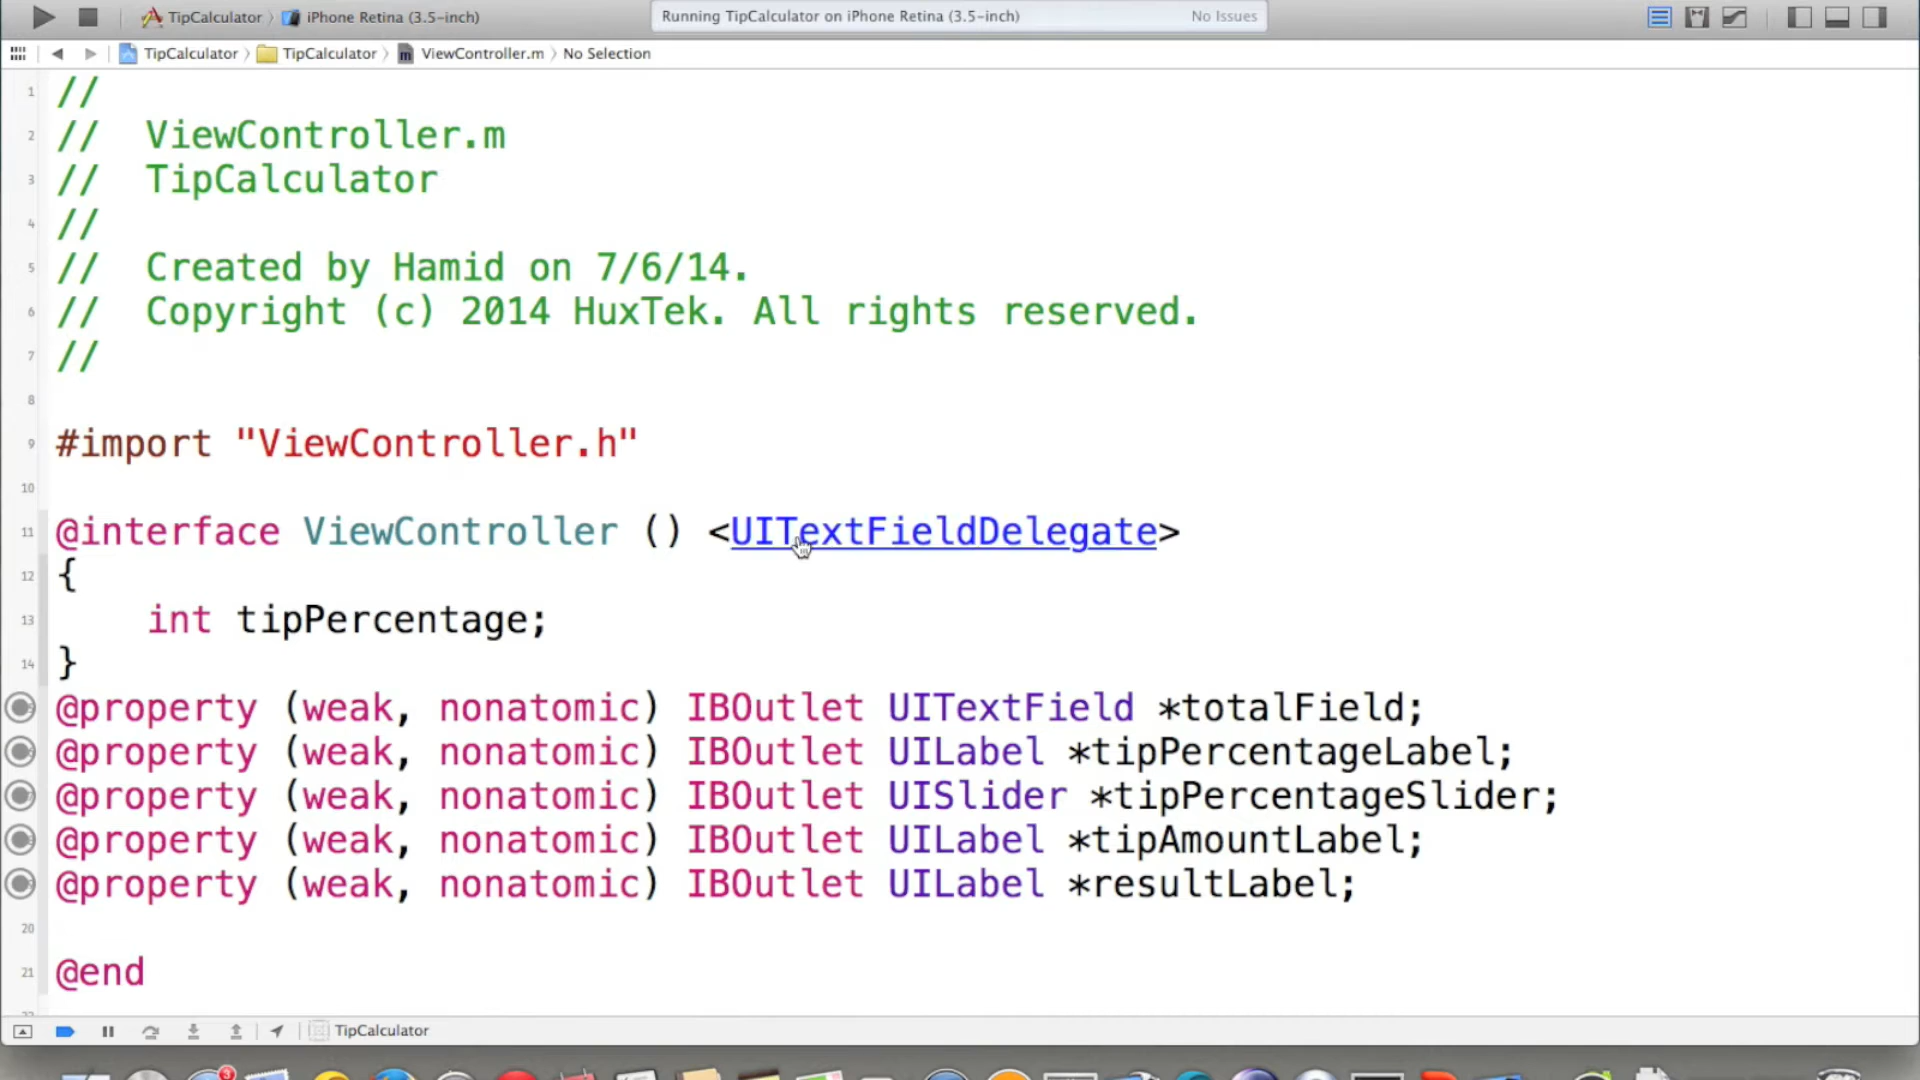 TipCalculator 〉 iPhone Retina (3.5-inch)
Running TipCalculator on iPhone Retina (3.5-inch) No Issues
TipCalculator 〉 TipCalculator 〉 ViewController.m 〉 No Selection
1 //
2 //  ViewController.m
3 //  TipCalculator
4 //
5 //  Created by Hamid on 7/6/14.
6 //  Copyright (c) 2014 HuxTek. All rights reserved.
7 //
8
9 #import "ViewController.h"
10
11 @interface ViewController () <UITextFieldDelegate>
12 {
13     int tipPercentage;
14 }
@property (weak, nonatomic) IBOutlet UITextField *totalField;
@property (weak, nonatomic) IBOutlet UILabel *tipPercentageLabel;
@property (weak, nonatomic) IBOutlet UISlider *tipPercentageSlider;
@property (weak, nonatomic) IBOutlet UILabel *tipAmountLabel;
@property (weak, nonatomic) IBOutlet UILabel *resultLabel;
20
21 @end
TipCalculator
3